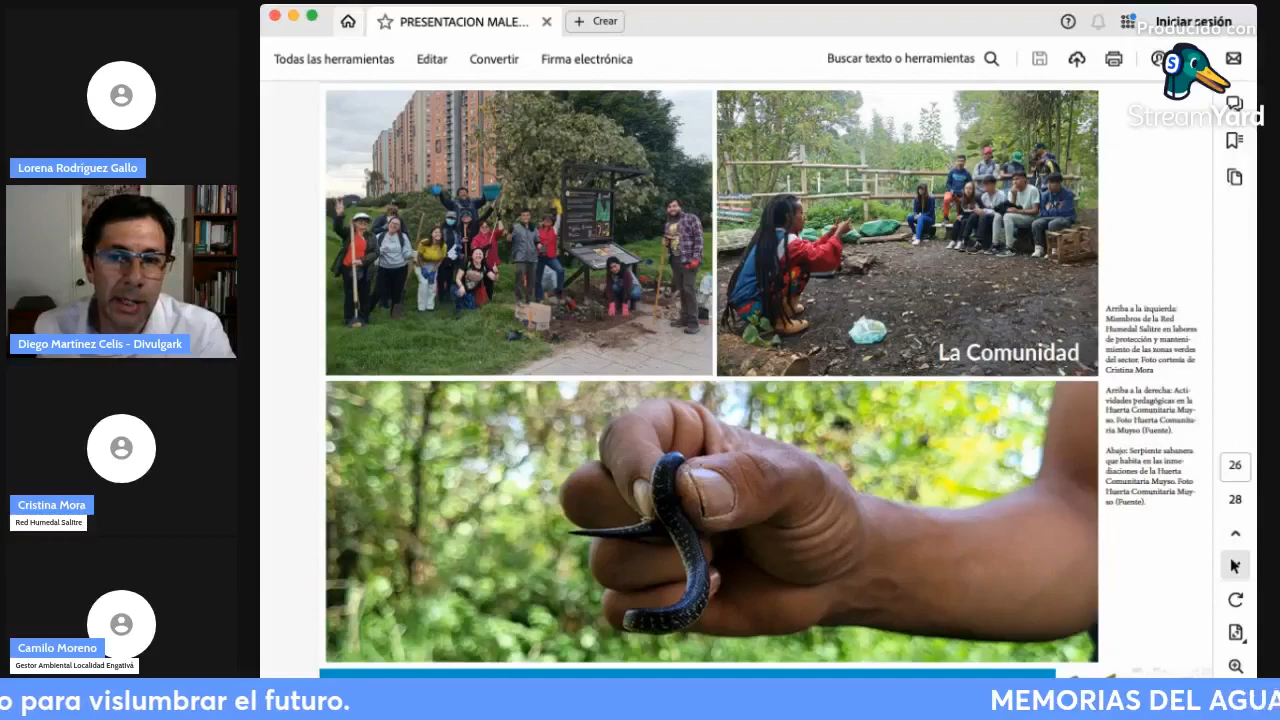 PRESENTACION MALE...
Crear
Iniciar sesión
Producido con
StreamYard
Todas las herramientas
Editar
Convertir
Firma electrónica
Buscar texto o herramientas
Lorena Rodríguez Gallo
Diego Martínez Celis - Divulgark
Cristina Mora
Red Humedal Salitre
Camilo Moreno
Gestor Ambiental Localidad Engativá
La Comunidad
Arriba a la izquierda:
Miembros de la Red
Humedal Salitre en labores
de protección y manteni-
miento de las zonas verdes
del sector. Foto cortesía de
Cristina Mora
Arriba a la derecha: Acti-
vidades pedagógicas en la
Huerta Comunitaria Muy-
so. Foto Huerta Comunita-
ria Muyso (Fuente).
Abajo: Serpiente sabanera
que habita en las inme-
diaciones de la Huerta
Comunitaria Muyso. Foto
Huerta Comunitaria Muy-
so (Fuente).
26
28
o para vislumbrar el futuro.
MEMORIAS DEL AGUA